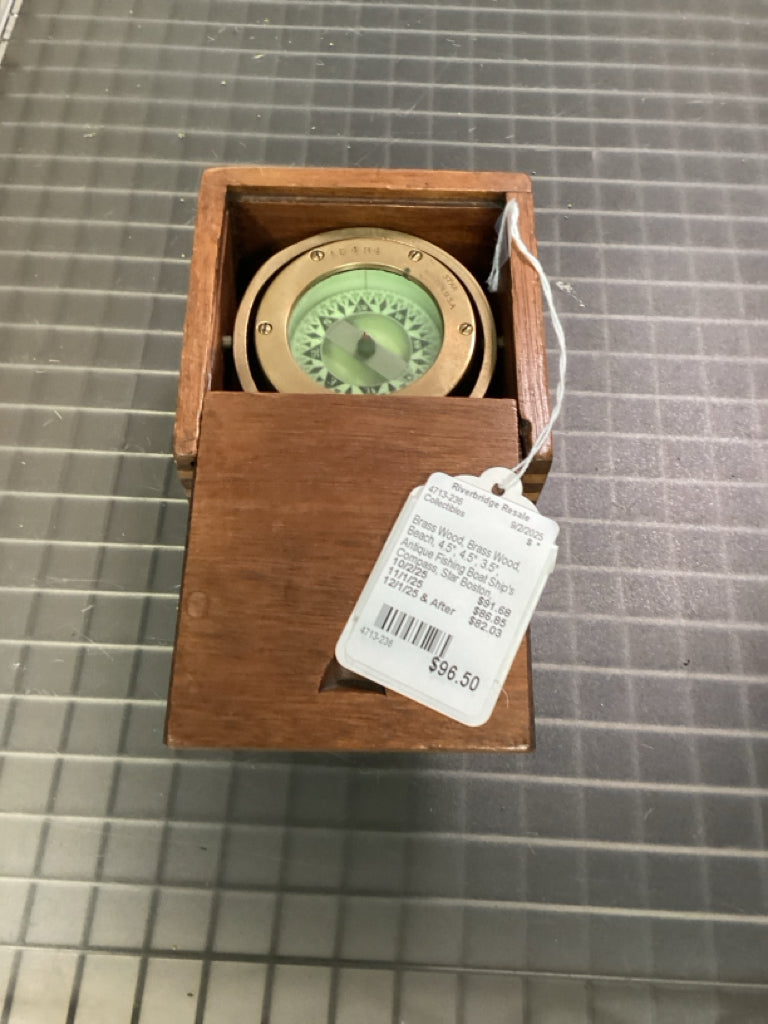 Riverbridge Resale
4713-236
9/2/2025
Collectibles
$ *
Brass Wood, Brass Wood,
Beach, 4.5", 4.5", 3.5"
Antique Fishing Boat Ship's
Compass, Star Boston,
10/2/25 $91.68
11/1/25 $86.85
12/1/25 & After $82.03
4713-236
$96.50